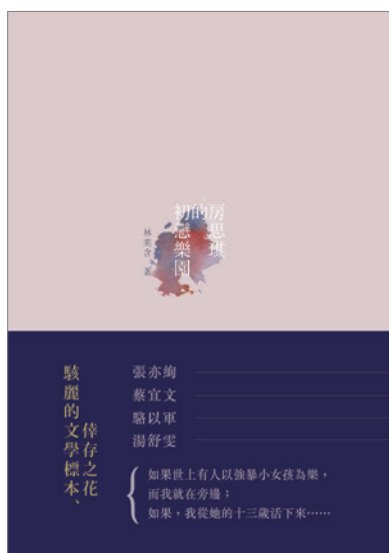 房思琪
的
初戀樂園
林奕含 著
張亦絢
蔡宜文
駱以軍
湯舒雯
倖存之花
駭麗的文學標本、
如果世上有人以強暴小女孩為樂，
而我就在旁邊；
如果，我從她的十三歲活下來……